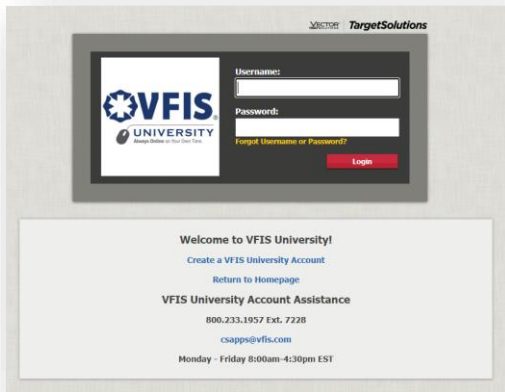 VECTOR SOLUTIONS | TargetSolutions
Username:
VFIS
UNIVERSITY
Always Online on Your Own Time
Password:
Forgot Username or Password?
Login
Welcome to VFIS University!
Create a VFIS University Account
Return to Homepage
VFIS University Account Assistance
800.233.1957 Ext. 7228
csapps@vfis.com
Monday - Friday 8:00am-4:30pm EST